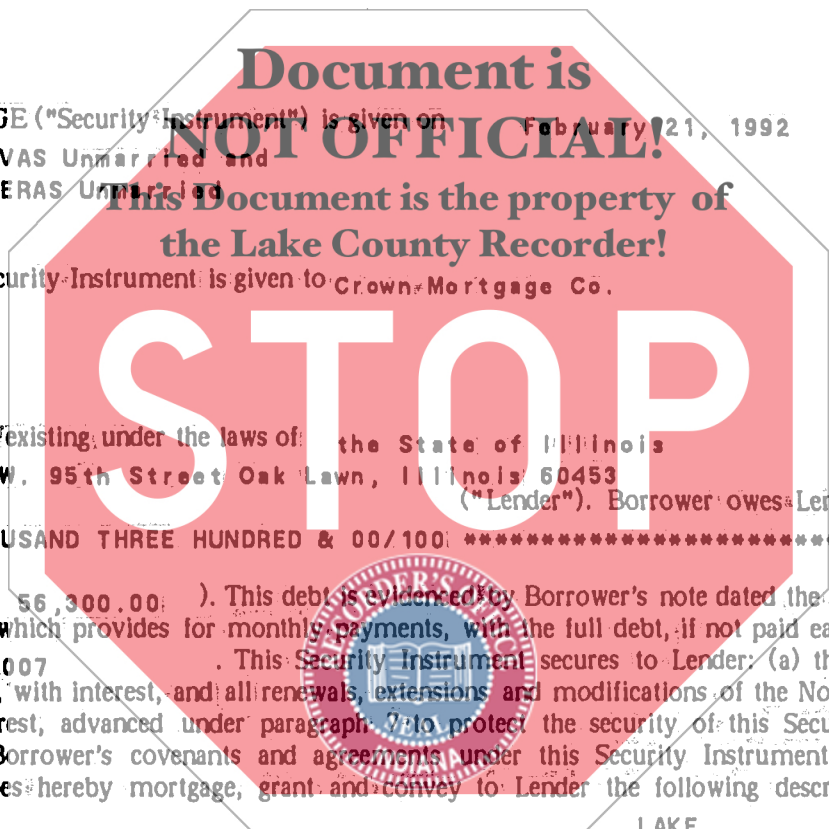 Document is
GE ("Security Instrument") is given on February 21, 1992
NOT OFFICIAL!
VAS Unmarried and
ERAS Unmarried
This Document is the property of
the Lake County Recorder!
curity Instrument is given to Crown Mortgage Co.
STOP
existing under the laws of the State of Illinois
W. 95th Street Oak Lawn, Illinois 60453
("Lender"). Borrower owes Len
USAND THREE HUNDRED & 00/100 ***************************
56,300.00 ). This debt is evidenced by Borrower's note dated the
which provides for monthly payments, with the full debt, if not paid ea
007 . This Security Instrument secures to Lender: (a) th
with interest, and all renewals, extensions and modifications of the No
rest, advanced under paragraph 7 to protect the security of this Secu
Borrower's covenants and agreements under this Security Instrument
es hereby mortgage, grant and convey to Lender the following descr
LAKE
SEAL
INDIANA